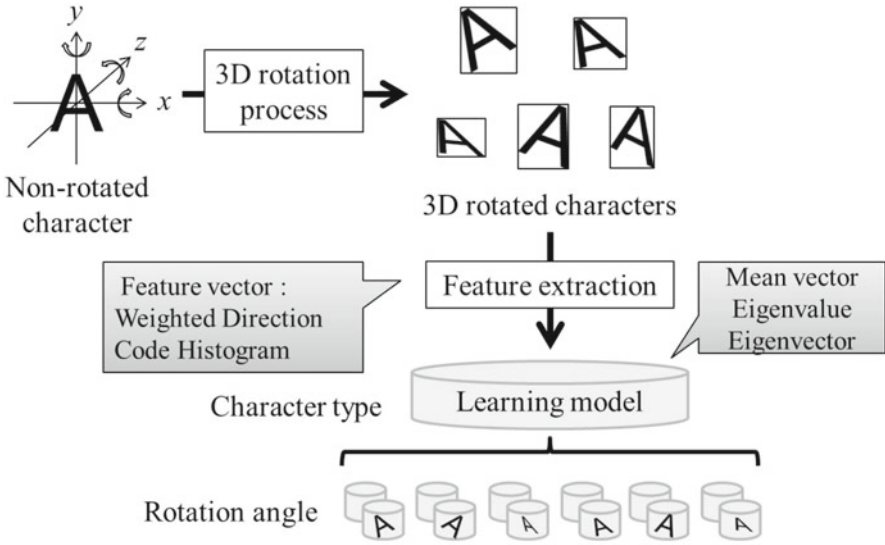 y
z
A
x
Non-rotated
character
3D rotation
process
A A
A A A
3D rotated characters
Feature vector :
Weighted Direction
Code Histogram
Feature extraction
Mean vector
Eigenvalue
Eigenvector
Character type
Learning model
Rotation angle
A A A A A A